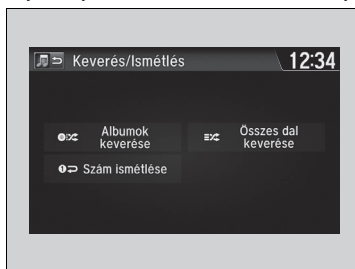 Keverés/Ismétlés
12:34
Albumok
keverése
Összes dal
keverése
Szám ismétlése